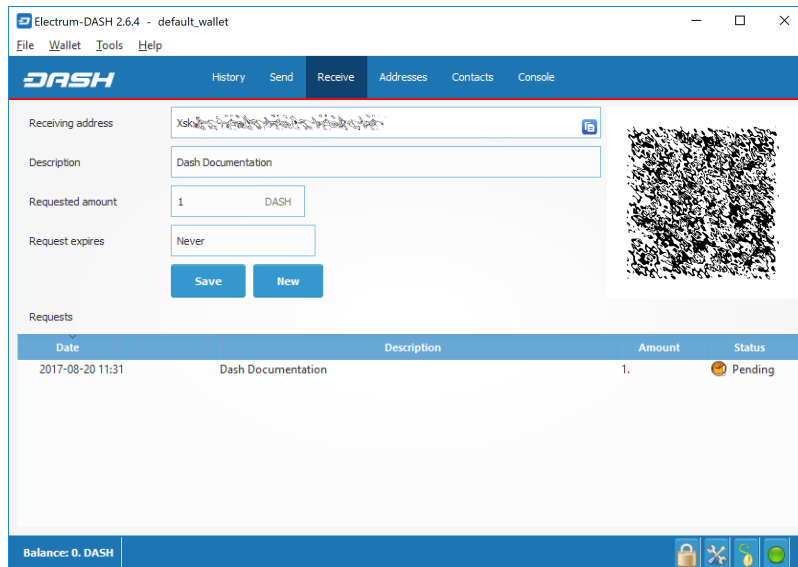 Electrum-DASH 2.6.4 - default_wallet
File Wallet Tools Help
DASH History Send Receive Addresses Contacts Console
Receiving address
Description Dash Documentation
Requested amount 1 DASH
Request expires Never
Save New
Requests
Date Description Amount Status
2017-08-20 11:31 Dash Documentation 1. Pending
Balance: 0. DASH